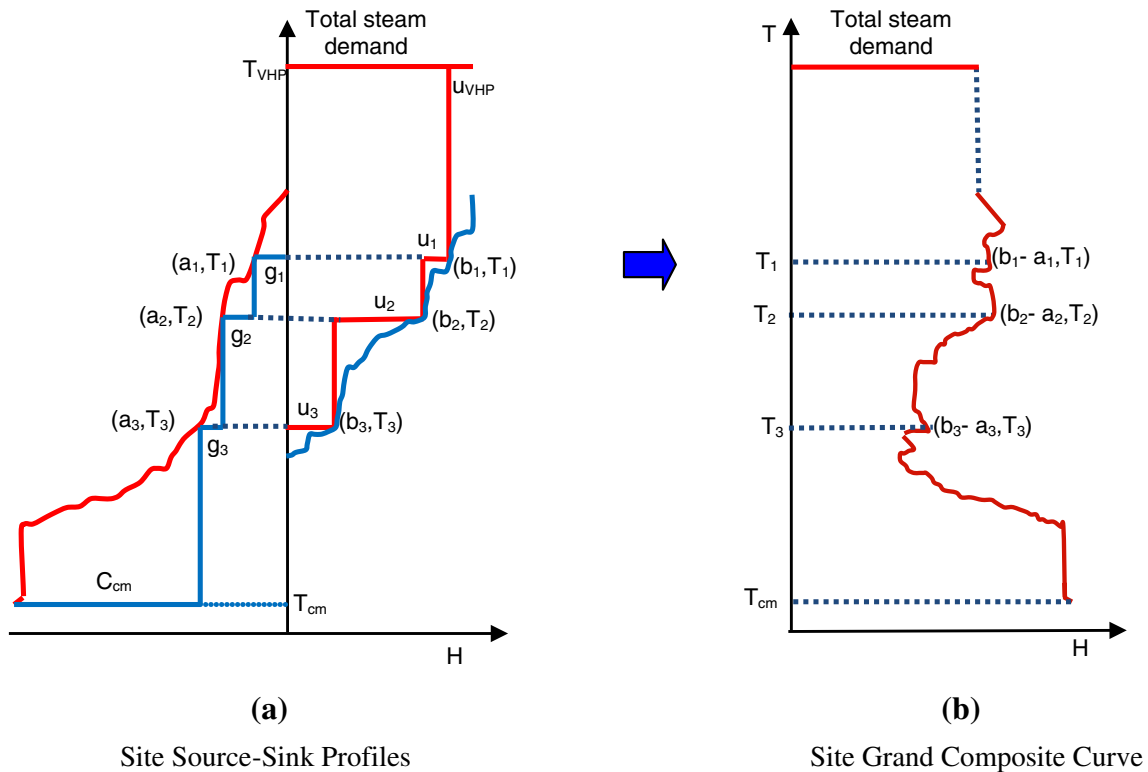 Total steam
demand
T_VHP
u_VHP
u_1
(a_1,T_1)
g_1
(b_1,T_1)
u_2
(a_2,T_2)
g_2
(b_2,T_2)
u_3
(a_3,T_3)
g_3
(b_3,T_3)
C_cm
T_cm
H
(a)
Site Source-Sink Profiles
T
Total steam
demand
T_1
(b_1- a_1,T_1)
T_2
(b_2- a_2,T_2)
T_3
(b_3- a_3,T_3)
T_cm
H
(b)
Site Grand Composite Curve